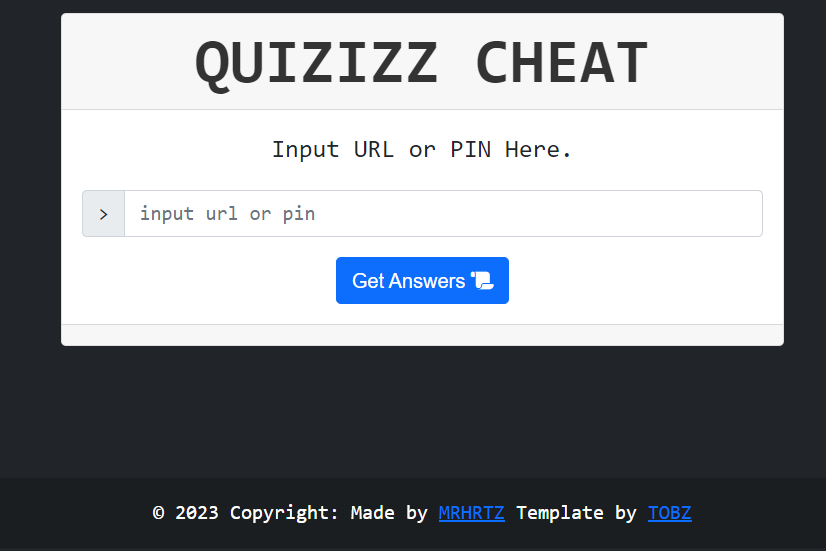 QUIZIZZ CHEAT
Input URL or PIN Here.
> input url or pin
Get Answers
© 2023 Copyright: Made by MRHRTZ Template by TOBZ